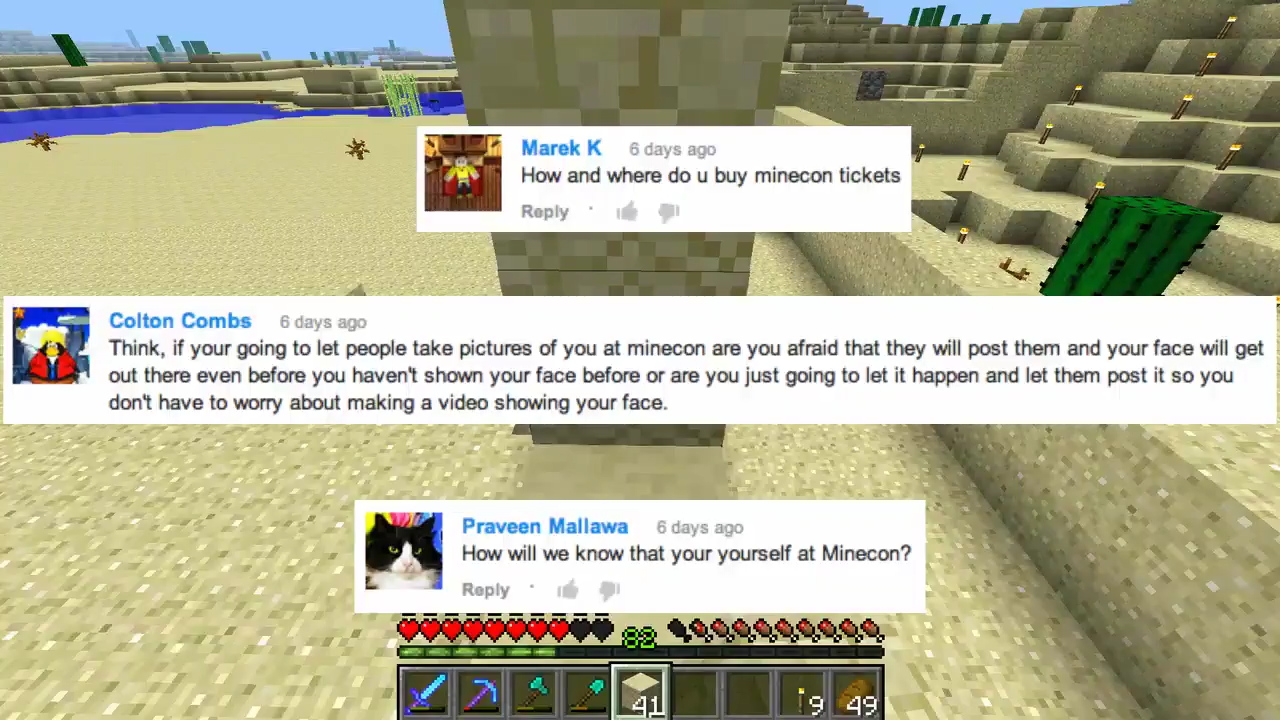 Marek K 6 days ago
How and where do u buy minecon tickets
Reply ·
Colton Combs 6 days ago
Think, if your going to let people take pictures of you at minecon are you afraid that they will post them and your face will get
out there even before you haven't shown your face before or are you just going to let it happen and let them post it so you
don't have to worry about making a video showing your face.
Praveen Mallawa 6 days ago
How will we know that your yourself at Minecon?
Reply ·
88
41 9 49